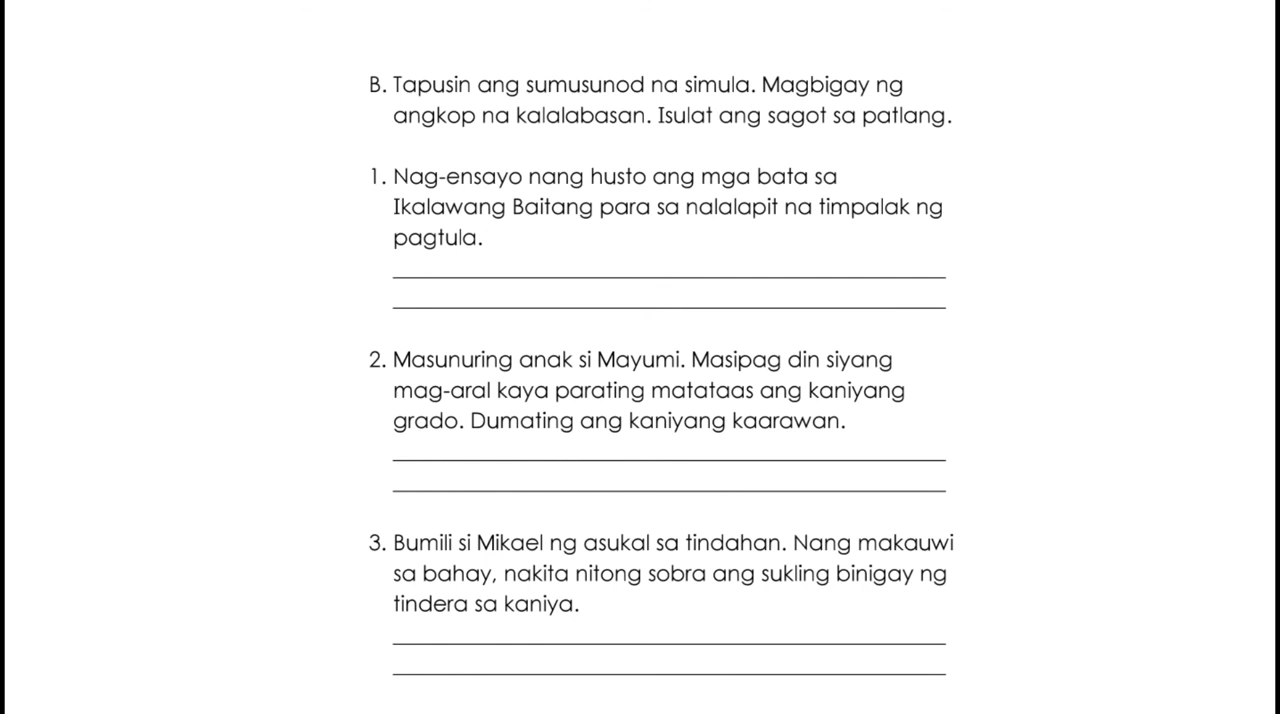 B. Tapusin ang sumusunod na simula. Magbigay ng
angkop na kalalabasan. Isulat ang sagot sa patlang.
1. Nag-ensayo nang husto ang mga bata sa
Ikalawang Baitang para sa nalalapit na timpalak ng
pagtula.
2. Masunuring anak si Mayumi. Masipag din siyang
mag-aral kaya parating matataas ang kaniyang
grado. Dumating ang kaniyang kaarawan.
3. Bumili si Mikael ng asukal sa tindahan. Nang makauwi
sa bahay, nakita nitong sobra ang sukling binigay ng
tindera sa kaniya.